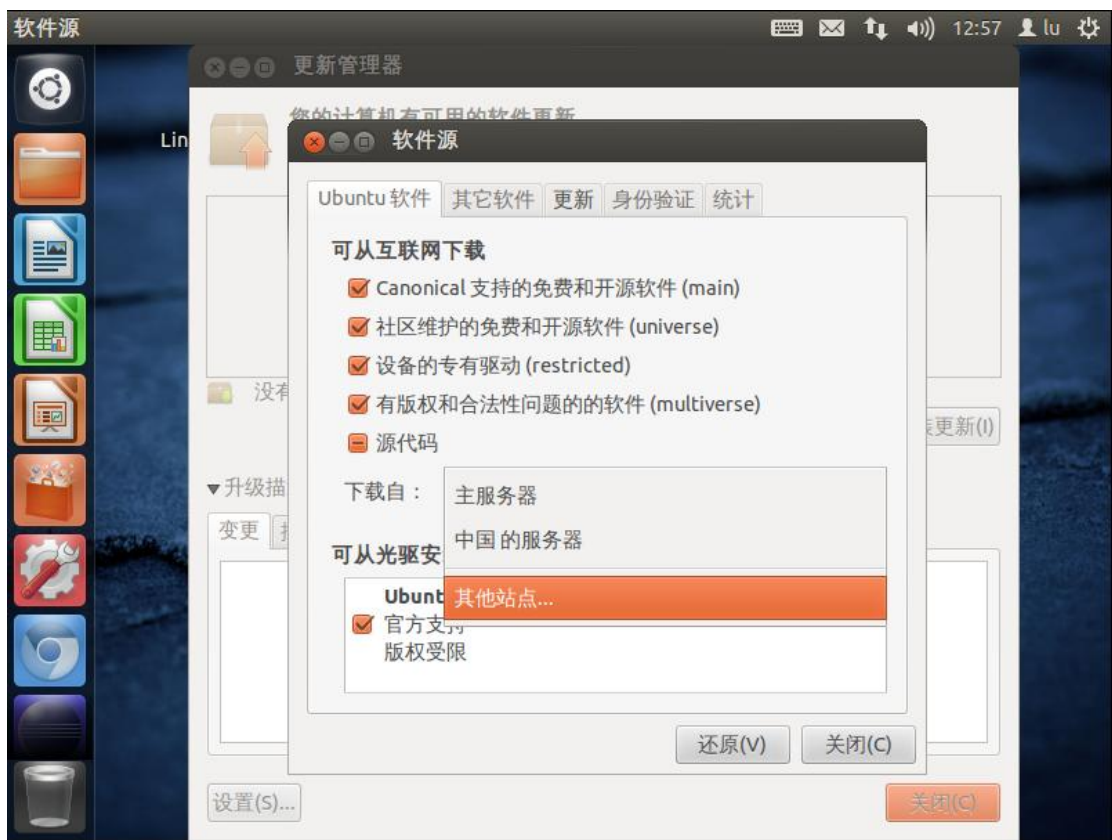 软件源
12:57
lu
更新管理器
您的计算机有可用的软件更新
Lin
软件源
Ubuntu 软件
其它软件
更新
身份验证
统计
可从互联网下载
Canonical 支持的免费和开源软件 (main)
社区维护的免费和开源软件 (universe)
设备的专有驱动 (restricted)
没有
有版权和合法性问题的的软件 (multiverse)
更新(I)
源代码
升级描
下载自：
主服务器
变更
中国 的服务器
可从光驱安
Ubunt
其他站点...
官方支持
版权受限
还原(V)
关闭(C)
设置(S)...
关闭(C)